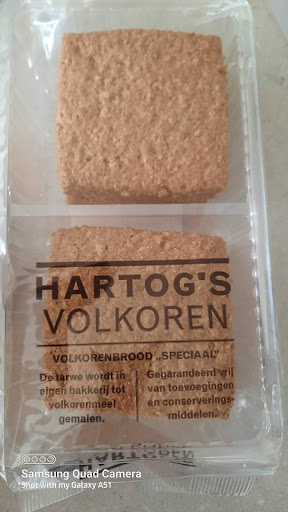 HARTOG'S
VOLKOREN
VOLKORENBROOD „SPECIAAL"
De tarwe wordt in
eigen bakkerij tot
volkorenmeel
gemalen.
Gegarandeerd vrij
van toevoegingen
en conserverings-
middelen.
HARTOGEN
Samsung Quad Camera
Shot with my Galaxy A51